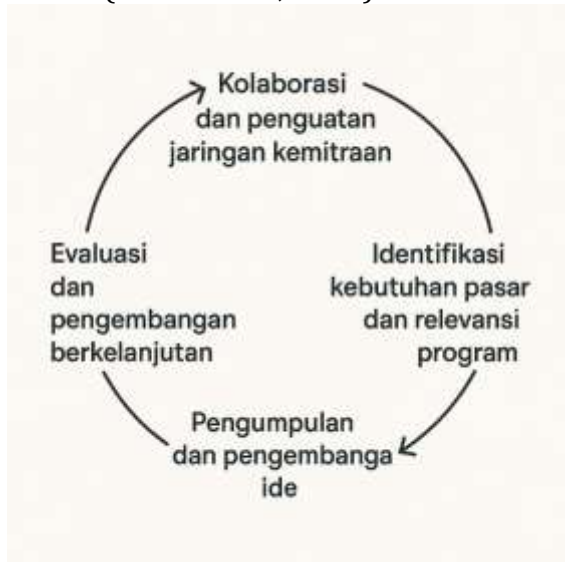 Kolaborasi
dan penguatan
jaringan kemitraan
Identifikasi
kebutuhan pasar
dan relevansi
program
Pengumpulan
dan pengembanga
ide
Evaluasi
dan
pengembangan
berkelanjutan